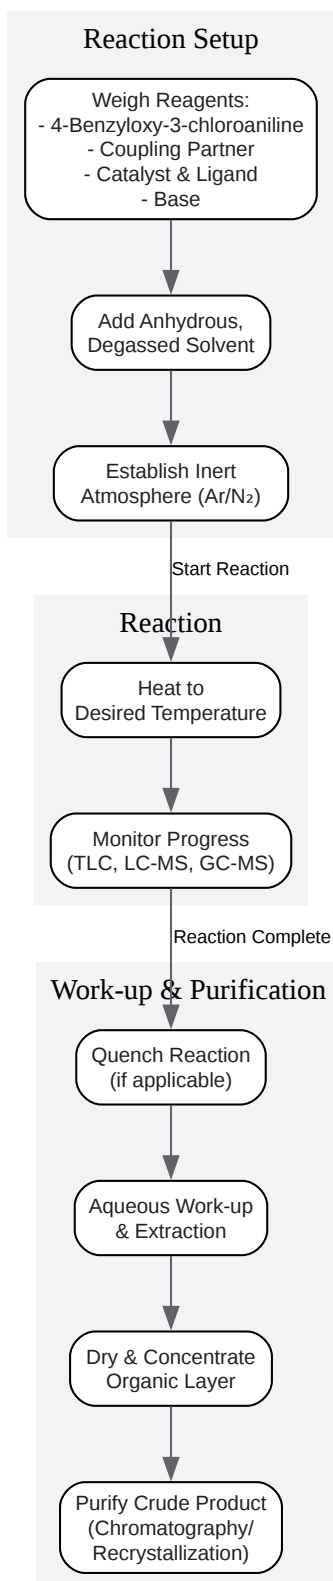 Reaction Setup
Weigh Reagents:
- 4-Benzyloxy-3-chloroaniline
- Coupling Partner
- Catalyst & Ligand
- Base
Add Anhydrous,
Degassed Solvent
Establish Inert
Atmosphere (Ar/N₂)
Start Reaction
Reaction
Heat to
Desired Temperature
Monitor Progress
(TLC, LC-MS, GC-MS)
Reaction Complete
Work-up & Purification
Quench Reaction
(if applicable)
Aqueous Work-up
& Extraction
Dry & Concentrate
Organic Layer
Purify Crude Product
(Chromatography/
Recrystallization)